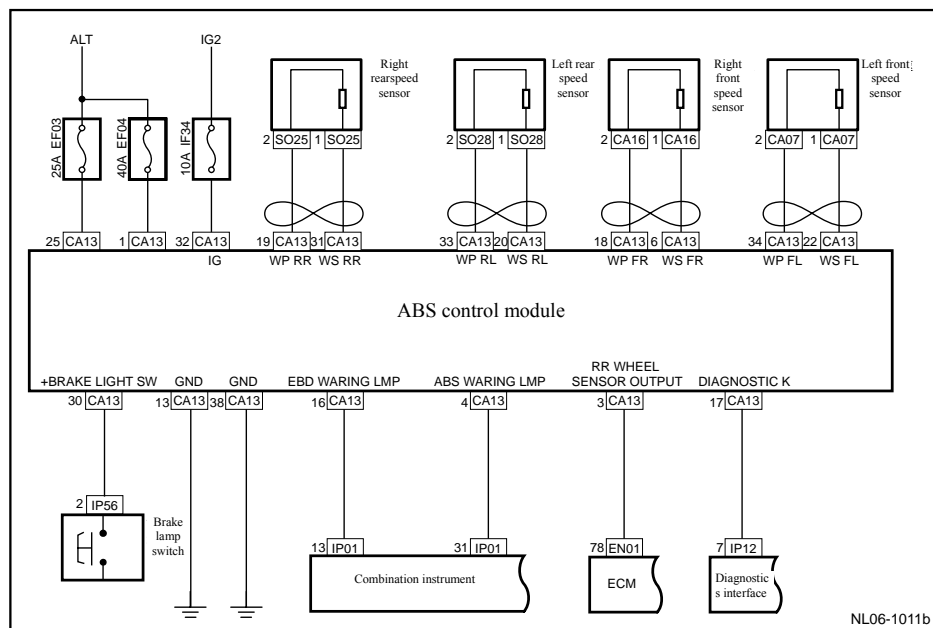 ALT
IG2
Right
rearspeed
sensor
Left rear
speed
sensor
Right
front
speed sensor
Left front
speed
sensor
25A EF03
40A EF04
10A IF34
2 SO25 1 SO25
2 SO28 1 SO28
2 CA16 1 CA16
2 CA07 1 CA07
25 CA13 1 CA13 32 CA13 19 CA13 31 CA13 33 CA13 20 CA13 18 CA13 6 CA13 34 CA13 22 CA13
IG WP RR WS RR WP RL WS RL WP FR WS FR WP FL WS FL
ABS control module
RR WHEEL
+BRAKE LIGHT SW GND GND EBD WARING LMP ABS WARING LMP SENSOR OUTPUT DIAGNOSTIC K
30 CA13 13 CA13 38 CA13 16 CA13 4 CA13 3 CA13 17 CA13
2 IP56
Brake
lamp
switch
13 IP01 31 IP01 78 EN01 7 IP12
Combination instrument
ECM
Diagnostic
s interface
NL06-1011b